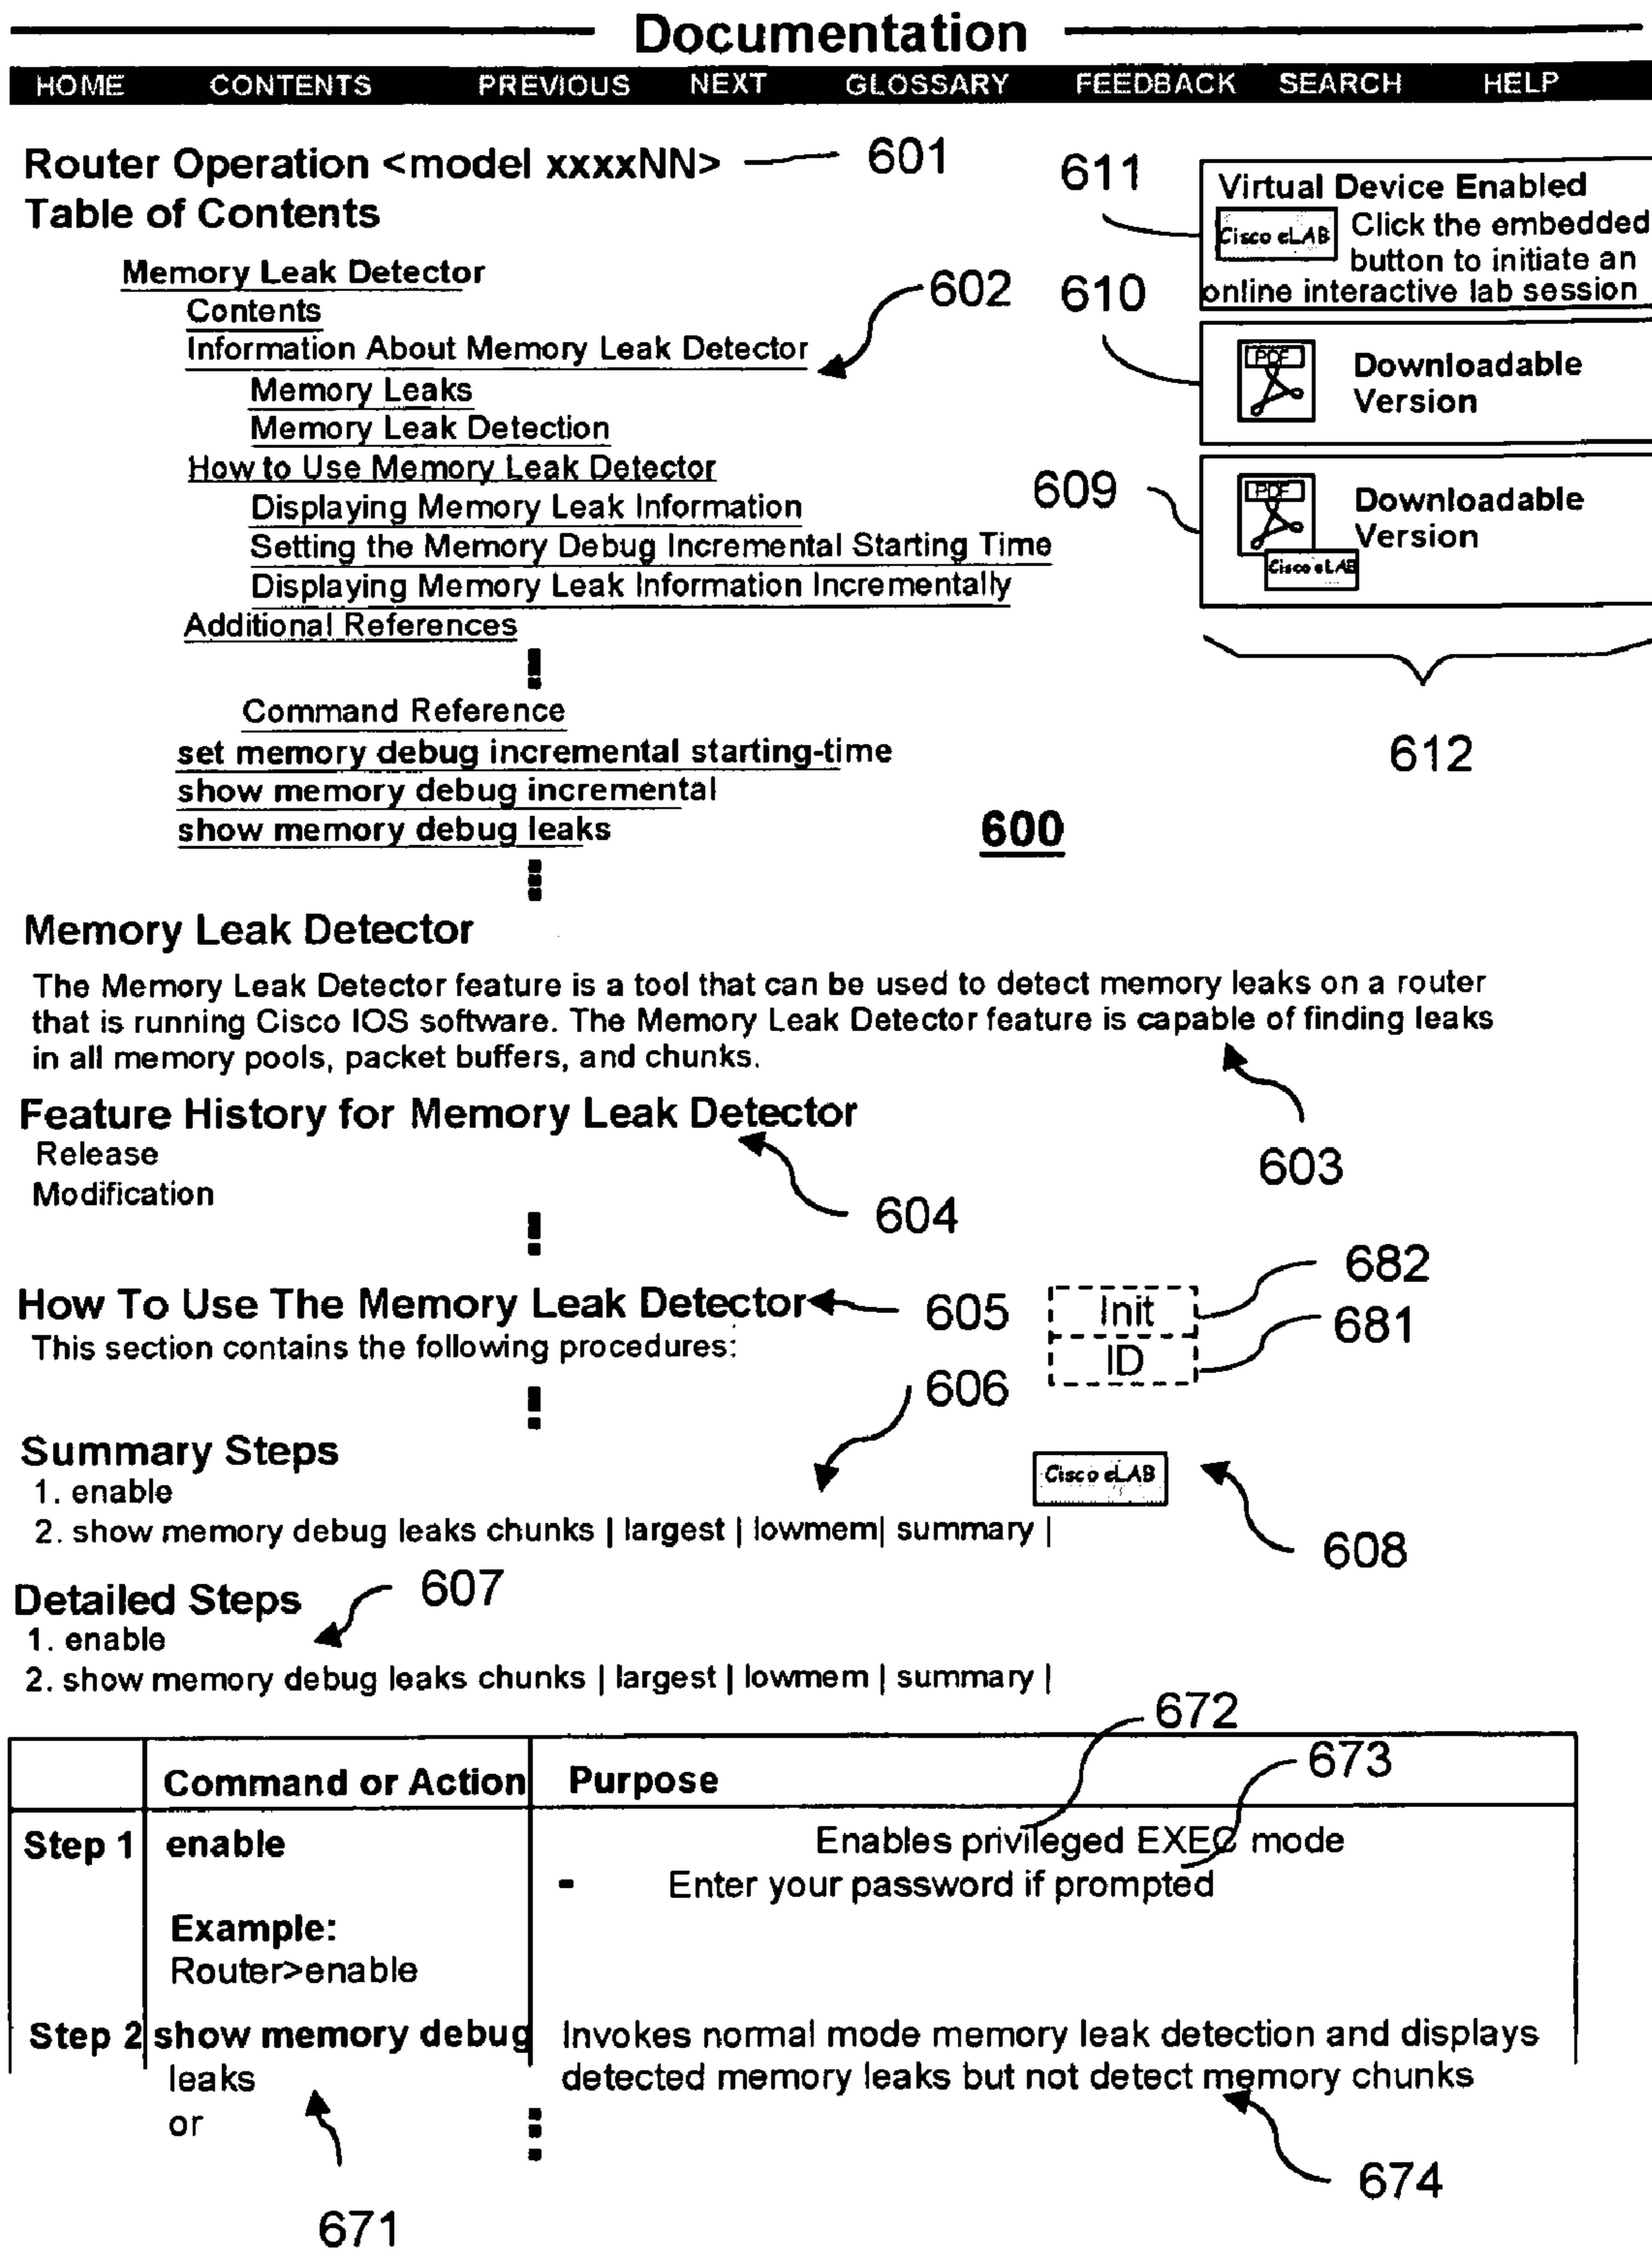 Documentation
HOME CONTENTS PREVIOUS NEXT GLOSSARY FEEDBACK SEARCH HELP
Router Operation <model xxxxNN> 601
Table of Contents
Memory Leak Detector
Contents
602
Information About Memory Leak Detector
Memory Leaks
Memory Leak Detection
How to Use Memory Leak Detector
Displaying Memory Leak Information
Setting the Memory Debug Incremental Starting Time
Displaying Memory Leak Information Incrementally
Additional References
Command Reference
set memory debug incremental starting-time
show memory debug incremental
show memory debug leaks
600
611
Virtual Device Enabled
Cisco eLAB Click the embedded
button to initiate an
online interactive lab session
610
PDF
Downloadable
Version
609
PDF
Downloadable
Version
Cisco eLAB
612
Memory Leak Detector
The Memory Leak Detector feature is a tool that can be used to detect memory leaks on a router
that is running Cisco IOS software. The Memory Leak Detector feature is capable of finding leaks
in all memory pools, packet buffers, and chunks.
603
Feature History for Memory Leak Detector
Release
Modification
604
How To Use The Memory Leak Detector 605
This section contains the following procedures:
Init 682
ID 681
606
Summary Steps
1. enable
2. show memory debug leaks chunks | largest | lowmem| summary |
Cisco eLAB
608
Detailed Steps 607
1. enable
2. show memory debug leaks chunks | largest | lowmem | summary |
672
673
Command or Action Purpose
Step 1 enable Enables privileged EXEC mode
- Enter your password if prompted
Example:
Router>enable
Step 2 show memory debug Invokes normal mode memory leak detection and displays
leaks detected memory leaks but not detect memory chunks
or
674
671